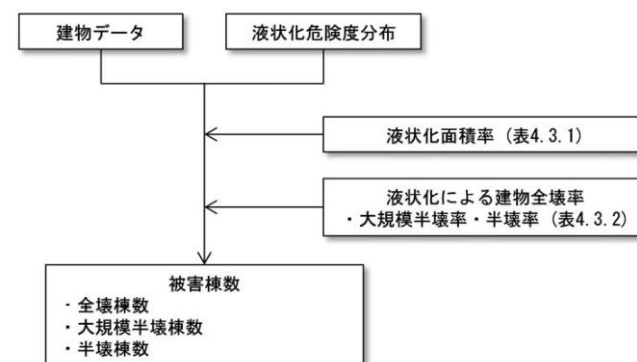 建物データ
液状化危険度分布
液状化面積率（表4.3.1）
液状化による建物全壊率
・大規模半壊率・半壊率（表4.3.2）
被害棟数
・全壊棟数
・大規模半壊棟数
・半壊棟数